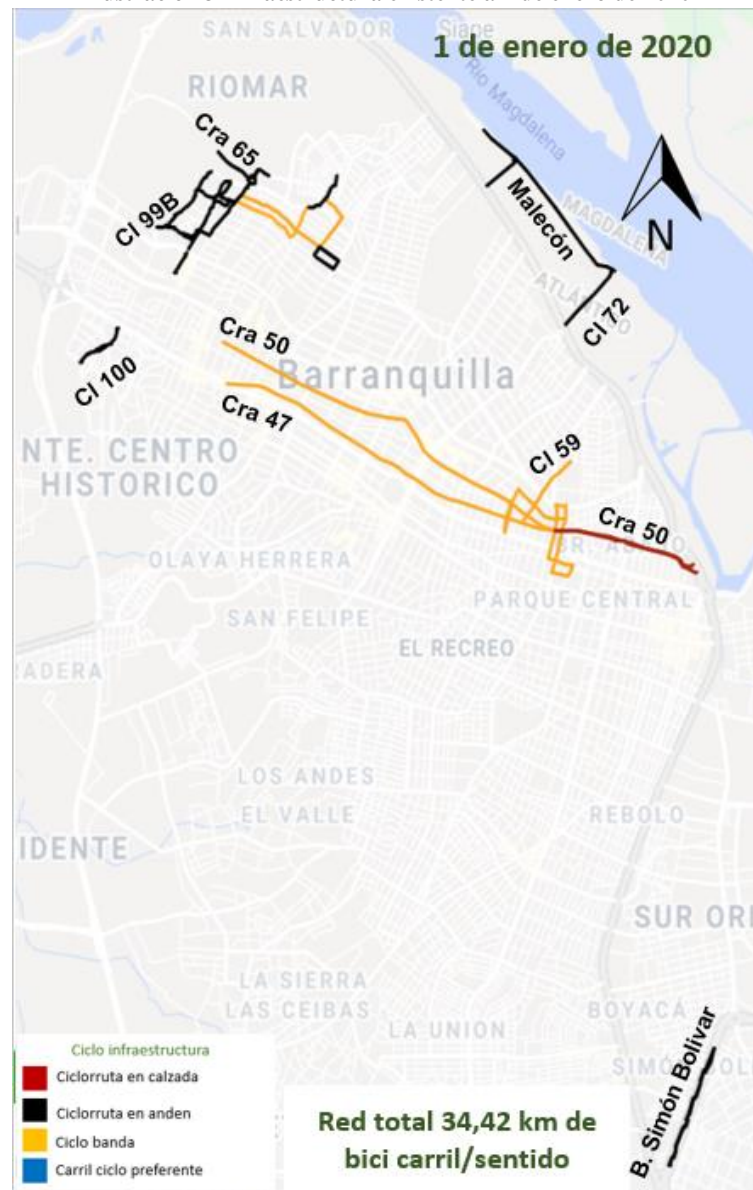 1 de enero de 2020
SAN SALVADOR
Siape
RIOMAR
Río Magdalena
Cra 65
Malecón
MAGDALENA
N
Cl 99B
ATLÁNTICO
Cl 72
Cra 50
Cl 100
Barranquilla
Cra 47
NTE. CENTRO
HISTORICO
Cl 59
Cra 50
OLAYA HERRERA
PARQUE CENTRAL
SAN FELIPE
EL RECREO
RADERA
LOS ANDES
EL VALLE
REBOLO
IDENTE
SUR ORI
LA SIERRA
LAS CEIBAS
BOYACÁ
LA UNION
B. Simón Bolivar
Ciclo infraestructura
Ciclorruta en calzada
Ciclorruta en anden
Ciclo banda
Carril ciclo preferente
Red total 34,42 km de
bici carril/sentido